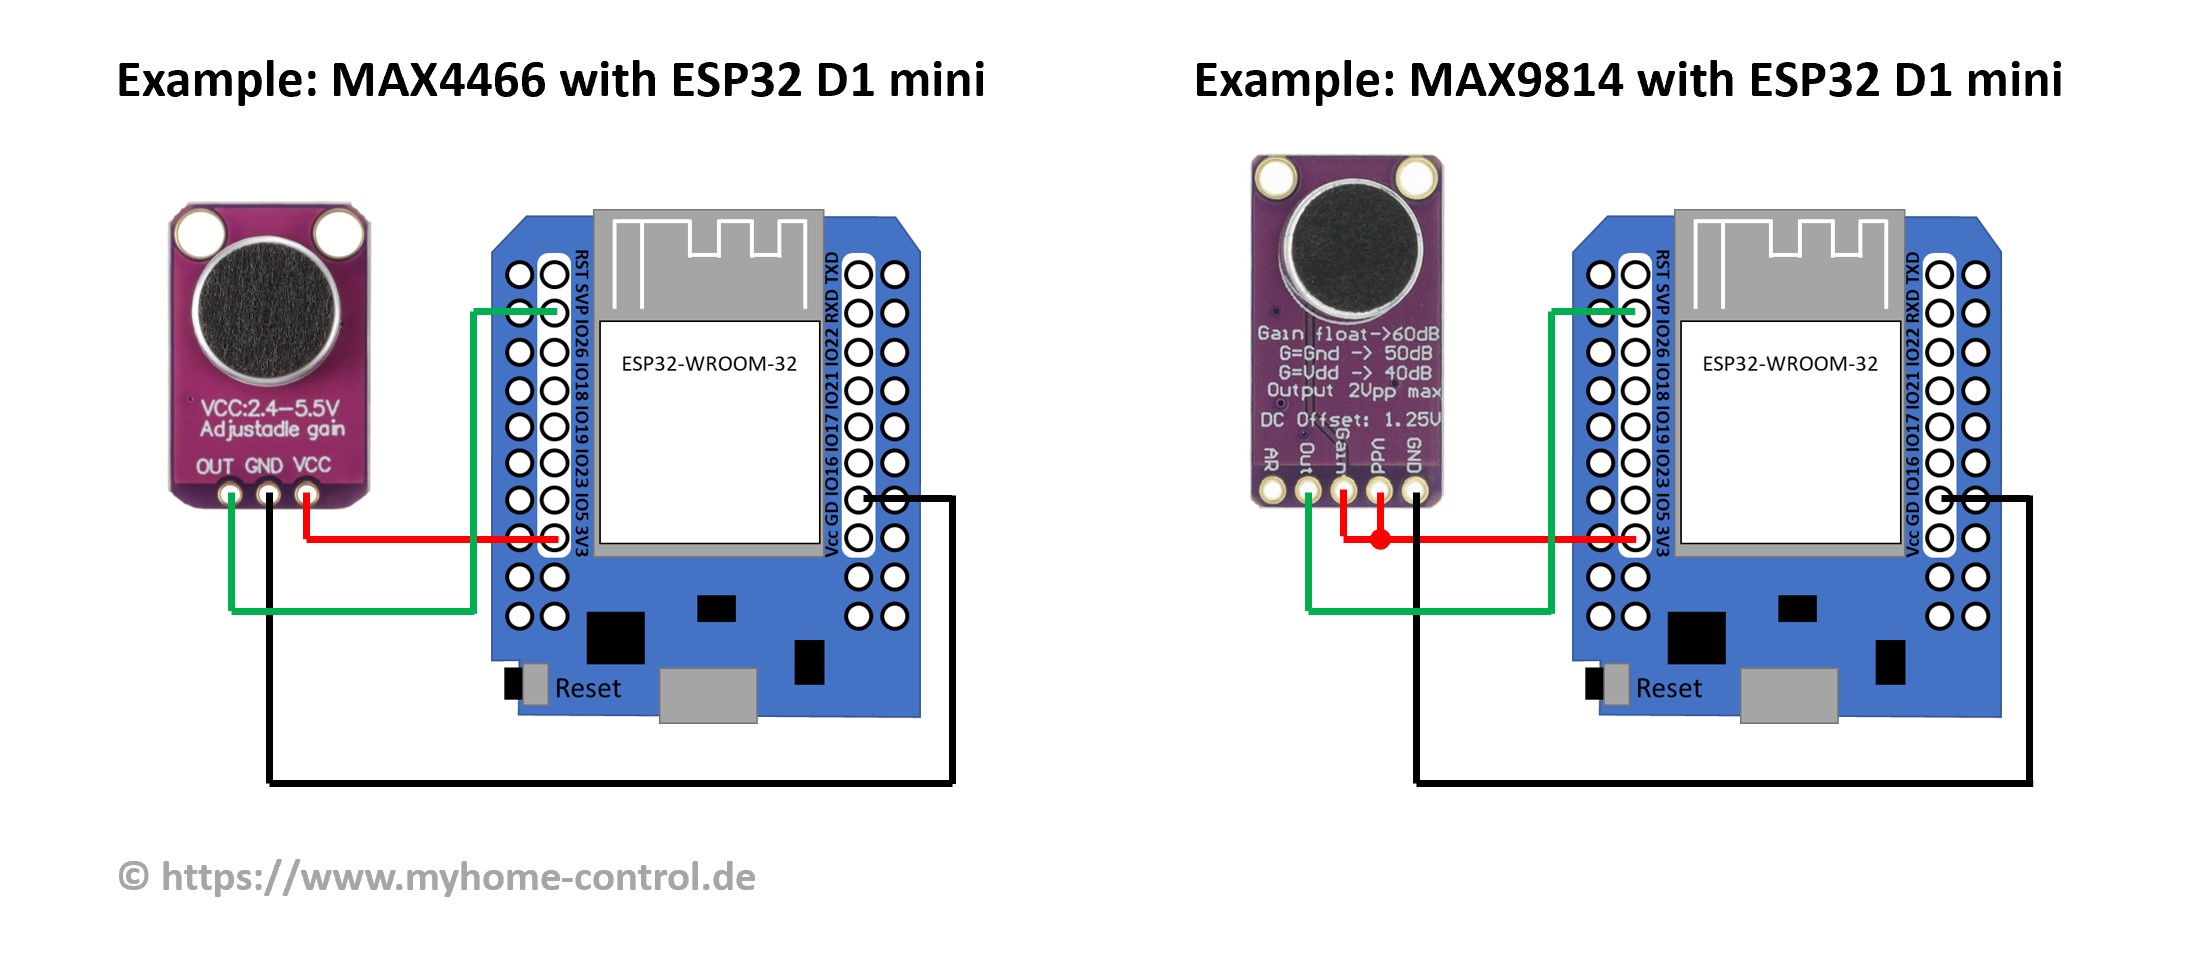 Example: MAX4466 with ESP32 D1 mini
VCC:2.4–5.5V
Adjustadle gain
OUT GND VCC
RST SVP IO26 IO18 IO19 IO23 IO5 3V3
ESP32-WROOM-32
Vcc GD IO16 IO17 IO21 IO22 RXD TXD
Reset
Example: MAX9814 with ESP32 D1 mini
Gain float->60dB
G=Gnd -> 50dB
G=Vdd -> 40dB
Output 2Vpp max
DC Offset: 1.25V
AR Out Gain Vdd GND
RST SVP IO26 IO18 IO19 IO23 IO5 3V3
ESP32-WROOM-32
Vcc GD IO16 IO17 IO21 IO22 RXD TXD
Reset
© https://www.myhome-control.de